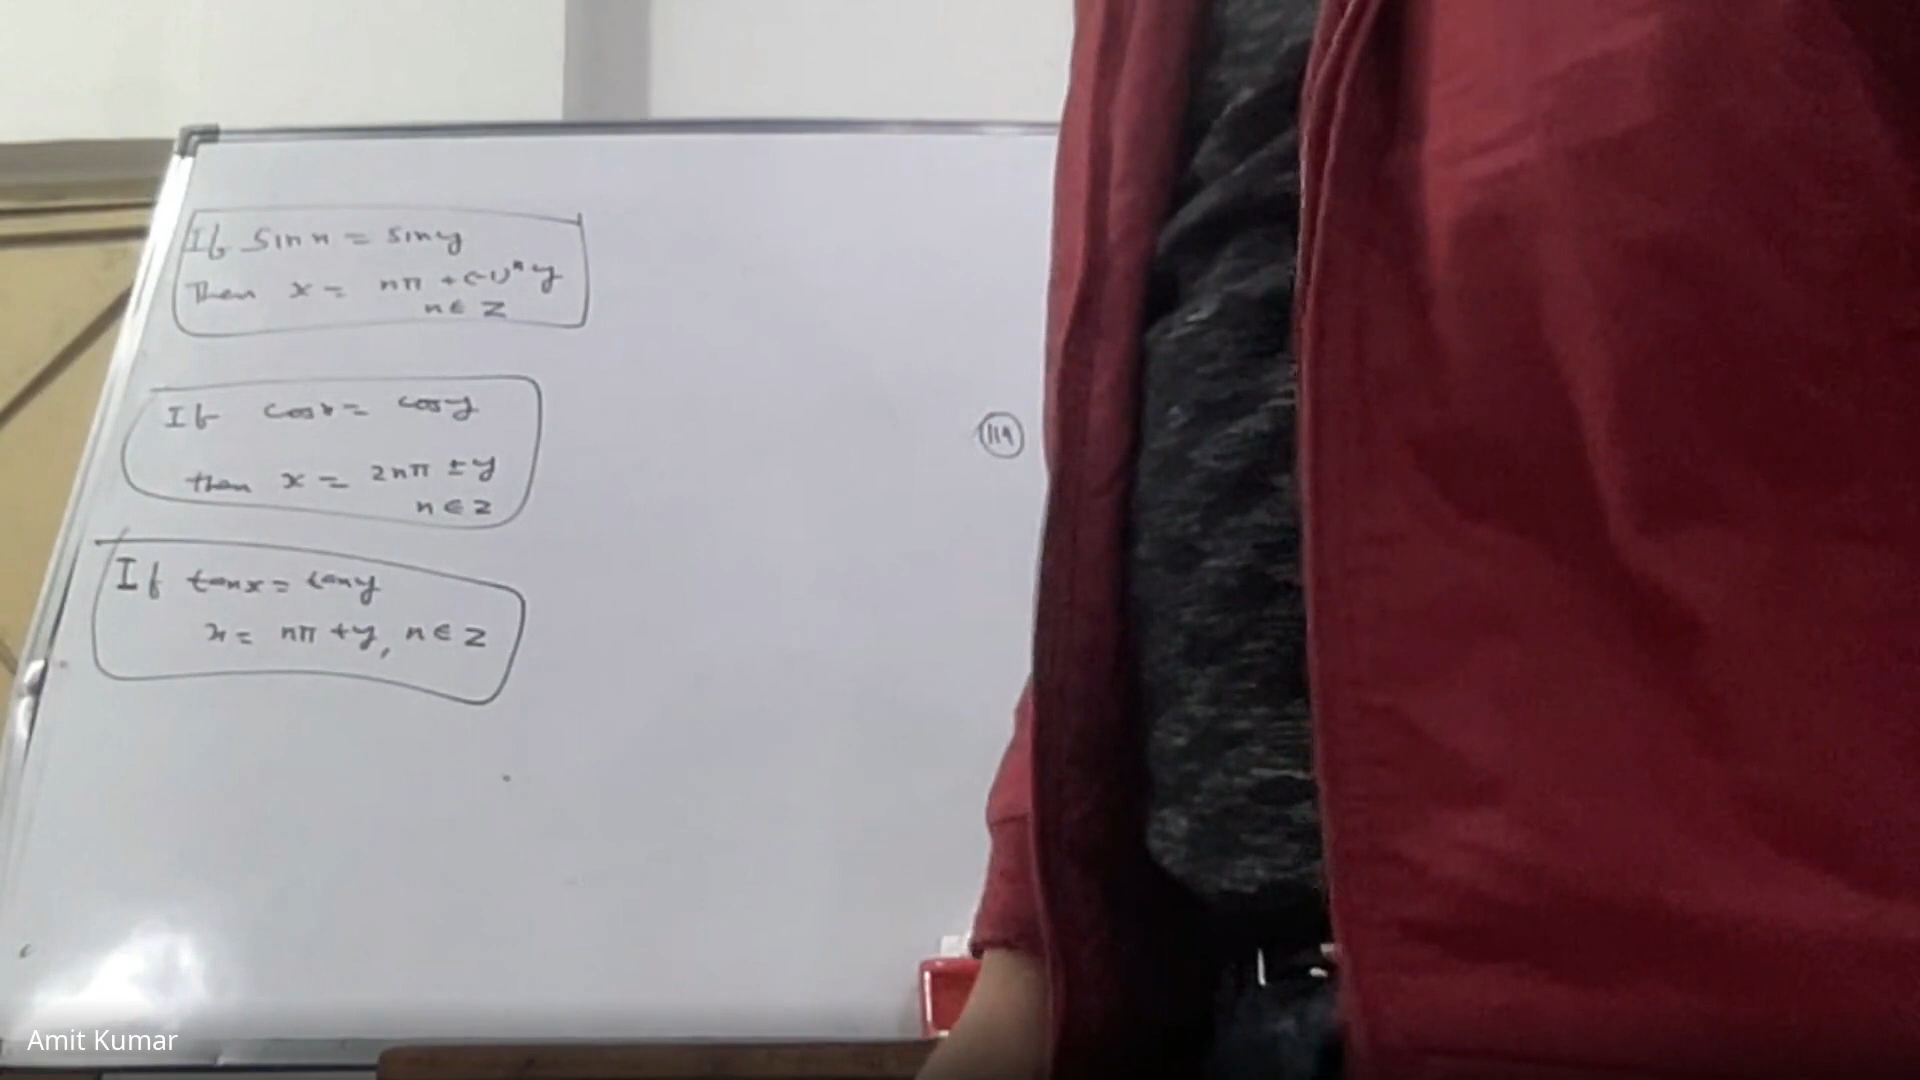 If sin x = sin y
Then x = nπ + (-1)ⁿ y
n ∈ Z
If cos x = cos y
then x = 2nπ ± y
n ∈ Z
If tan x = tan y
x = nπ + y, n ∈ Z
119
Amit Kumar